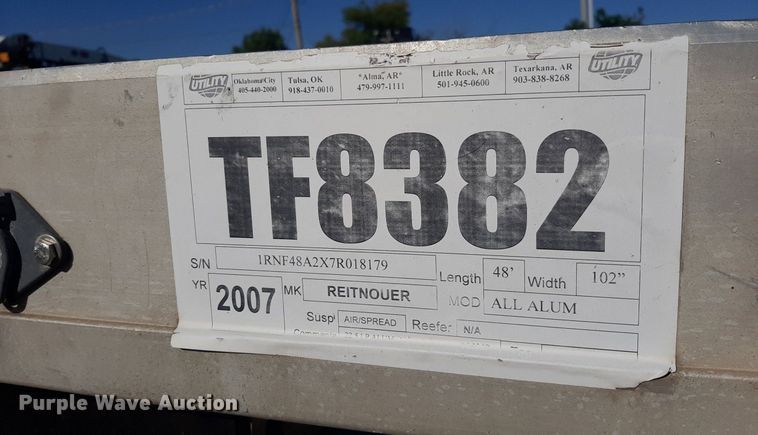 UTILITY Oklahoma City Tulsa, OK *Alma, AR* Little Rock, AR Texarkana, AR UTILITY
405-440-2000 918-437-0010 479-997-1111 501-945-0600 903-838-8268
TF8382
S/N 1RNF48A2X7R018179 Length 48' Width 102"
YR 2007 MK REITNOUER MOD ALL ALUM
Susp AIR/SPREAD Reefer: N/A
Purple Wave Auction